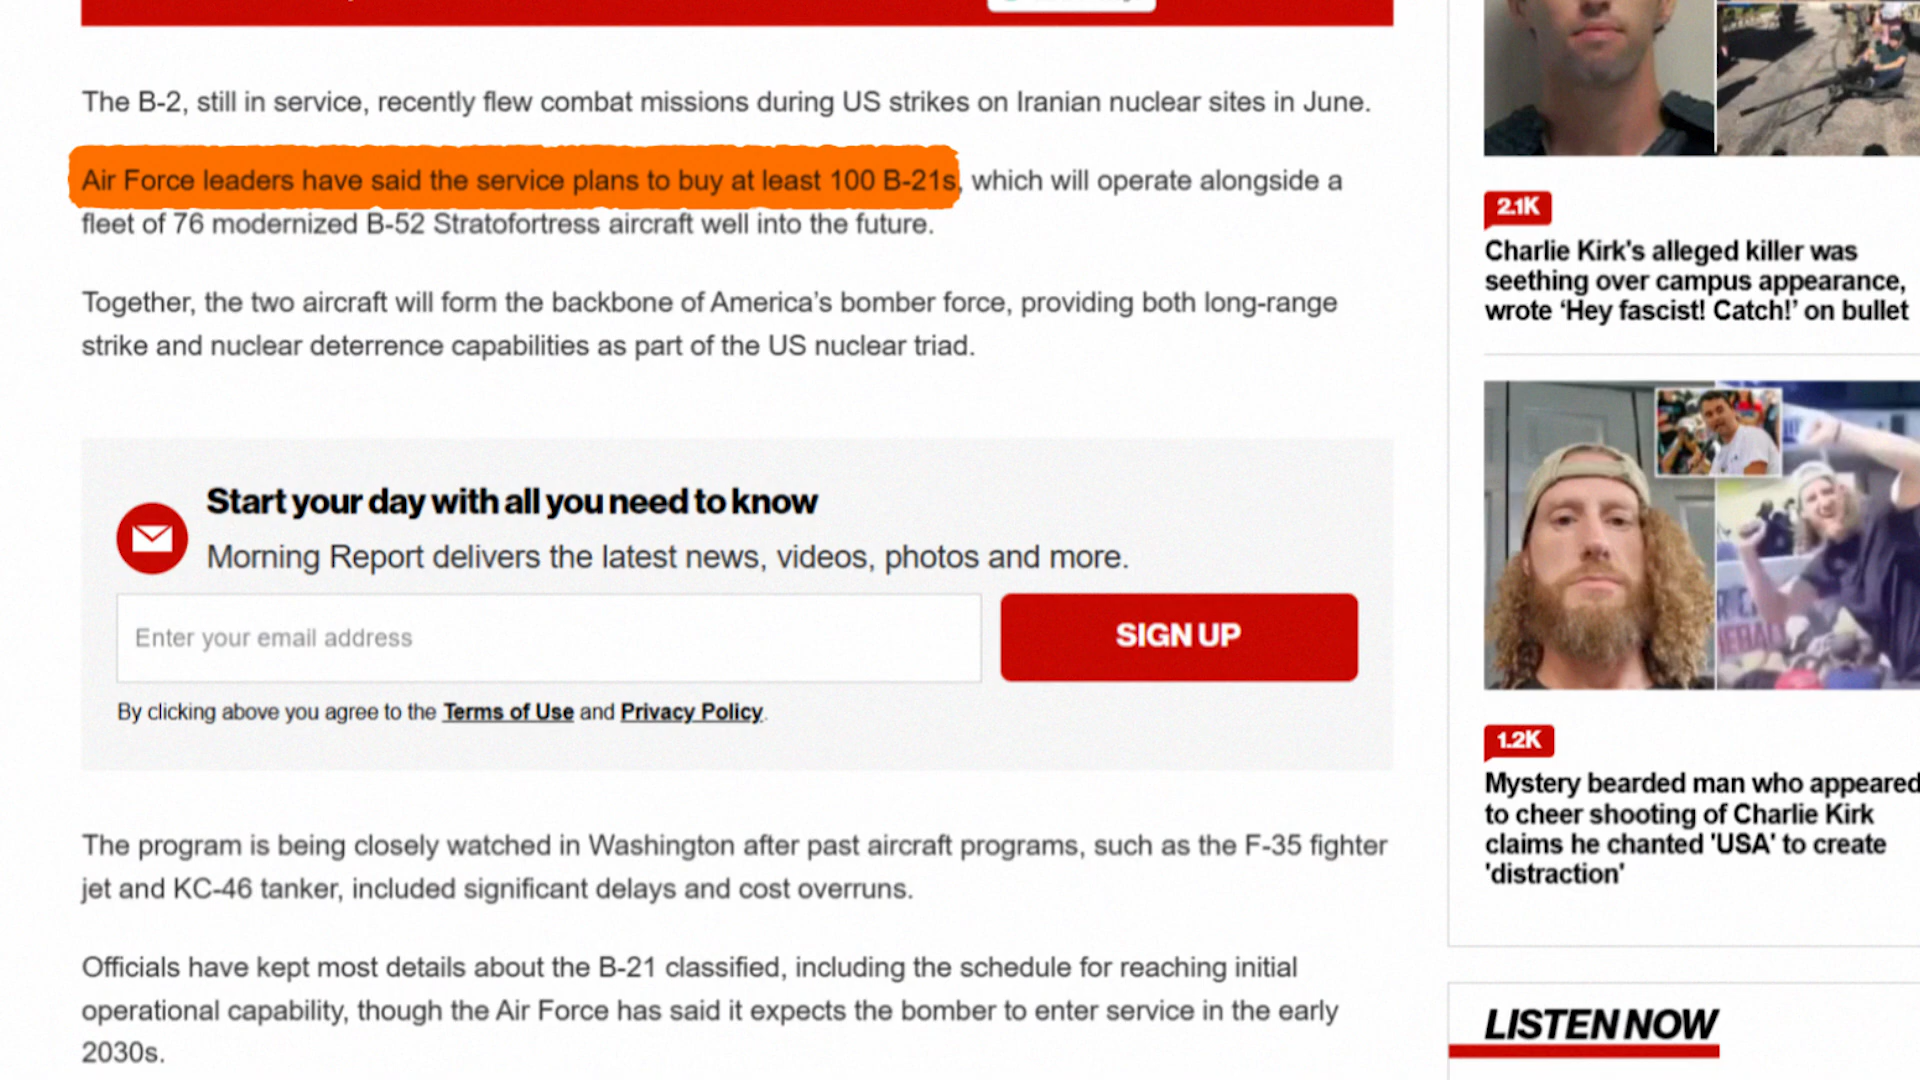 The B-2, still in service, recently flew combat missions during US strikes on Iranian nuclear sites in June.
Air Force leaders have said the service plans to buy at least 100 B-21s, which will operate alongside a
fleet of 76 modernized B-52 Stratofortress aircraft well into the future.
Together, the two aircraft will form the backbone of America’s bomber force, providing both long-range
strike and nuclear deterrence capabilities as part of the US nuclear triad.
Start your day with all you need to know
Morning Report delivers the latest news, videos, photos and more.
Enter your email address
SIGN UP
By clicking above you agree to the Terms of Use and Privacy Policy.
The program is being closely watched in Washington after past aircraft programs, such as the F-35 fighter
jet and KC-46 tanker, included significant delays and cost overruns.
Officials have kept most details about the B-21 classified, including the schedule for reaching initial
operational capability, though the Air Force has said it expects the bomber to enter service in the early
2030s.
2.1K
Charlie Kirk's alleged killer was
seething over campus appearance,
wrote ‘Hey fascist! Catch!’ on bullet
1.2K
Mystery bearded man who appeared
to cheer shooting of Charlie Kirk
claims he chanted 'USA' to create
'distraction'
LISTEN NOW